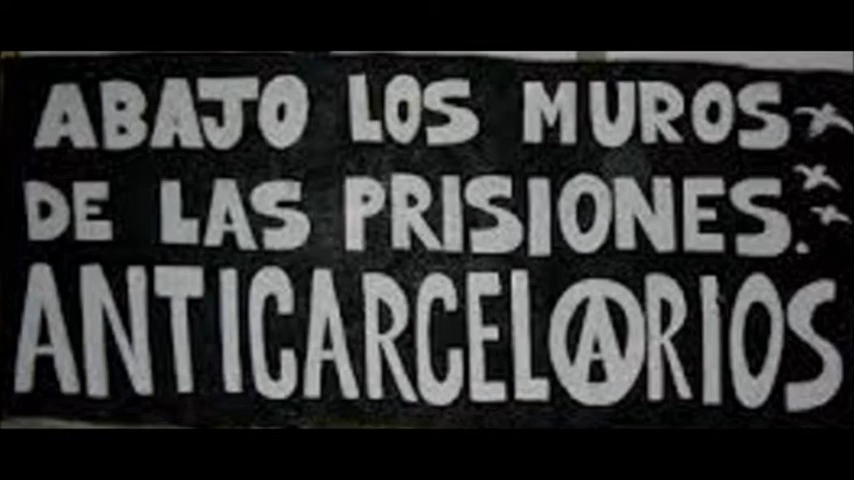 ABAJO LOS MUROS
DE LAS PRISIONES.
ANTICARCELARIOS